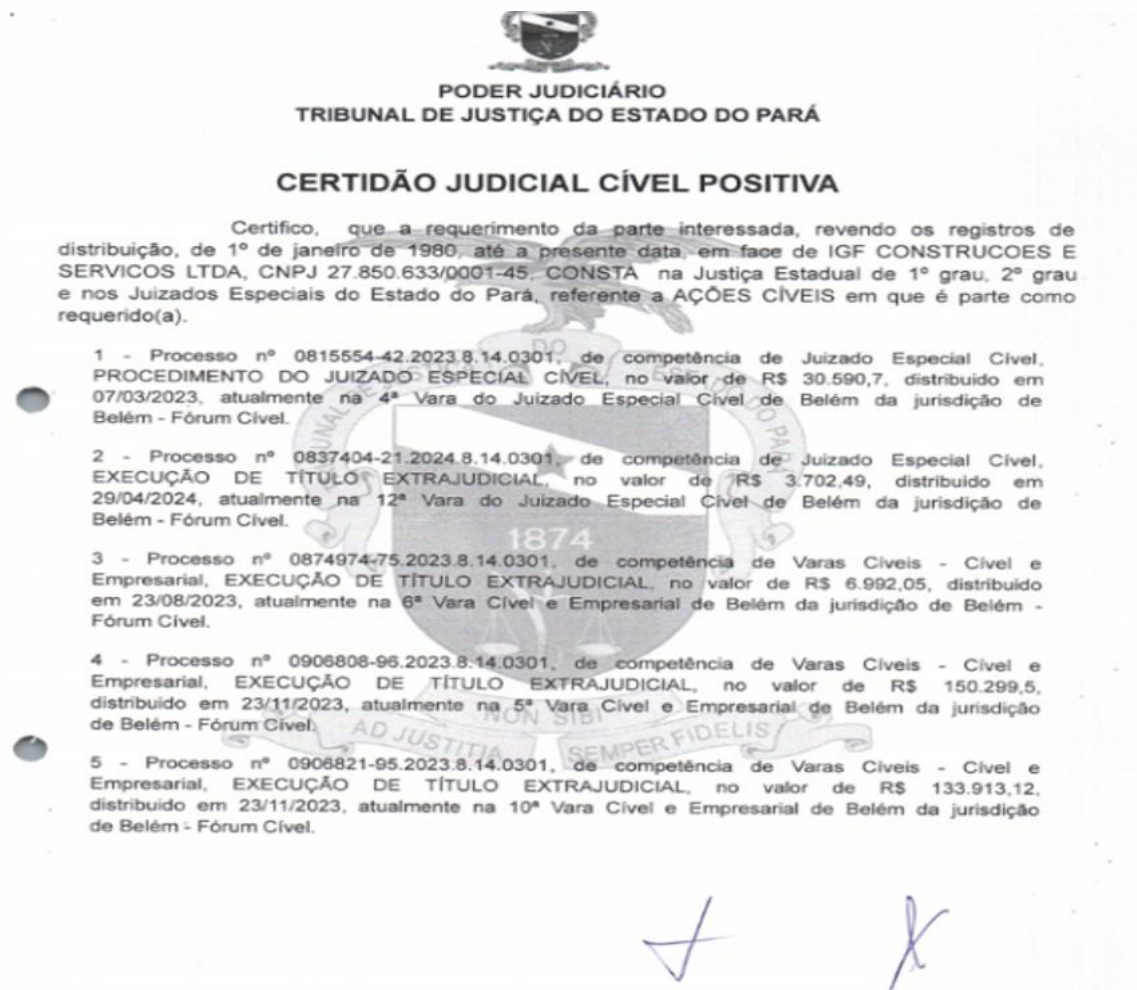 PODER JUDICIÁRIO
TRIBUNAL DE JUSTIÇA DO ESTADO DO PARÁ
CERTIDÃO JUDICIAL CÍVEL POSITIVA
Certifico, que a requerimento da parte interessada, revendo os registros de
distribuição, de 1º de janeiro de 1980, até a presente data, em face de IGF CONSTRUCOES E
SERVICOS LTDA, CNPJ 27.850.633/0001-45, CONSTA na Justiça Estadual de 1º grau, 2º grau
e nos Juizados Especiais do Estado do Pará, referente a AÇÕES CÍVEIS em que é parte como
requerido(a).
1 - Processo nº 0815554-42.2023.8.14.0301, de competência de Juizado Especial Cível,
PROCEDIMENTO DO JUIZADO ESPECIAL CÍVEL, no valor de R$ 30.590,7, distribuido em
07/03/2023, atualmente na 4ª Vara do Juizado Especial Cível de Belém da jurisdição de
Belém - Fórum Cível.
2 - Processo nº 0837404-21.2024.8.14.0301, de competência de Juizado Especial Cível,
EXECUÇÃO DE TÍTULO EXTRAJUDICIAL, no valor de R$ 3.702,49, distribuido em
29/04/2024, atualmente na 12ª Vara do Juizado Especial Cível de Belém da jurisdição de
Belém - Fórum Cível.
3 - Processo nº 0874974-75.2023.8.14.0301, de competência de Varas Cíveis - Cível e
Empresarial, EXECUÇÃO DE TÍTULO EXTRAJUDICIAL, no valor de R$ 6.992,05, distribuido
em 23/08/2023, atualmente na 6ª Vara Cível e Empresarial de Belém da jurisdição de Belém -
Fórum Cível.
4 - Processo nº 0906808-96.2023.8.14.0301, de competência de Varas Cíveis - Cível e
Empresarial, EXECUÇÃO DE TÍTULO EXTRAJUDICIAL, no valor de R$ 150.299,5,
distribuido em 23/11/2023, atualmente na 5ª Vara Cível e Empresarial de Belém da jurisdição
de Belém - Fórum Cível.
5 - Processo nº 0906821-95.2023.8.14.0301, de competência de Varas Cíveis - Cível e
Empresarial, EXECUÇÃO DE TÍTULO EXTRAJUDICIAL, no valor de R$ 133.913,12,
distribuido em 23/11/2023, atualmente na 10ª Vara Cível e Empresarial de Belém da jurisdição
de Belém - Fórum Cível.
TRIBUNAL DE JUSTIÇA DO ESTADO DO PARÁ
1874
NON SIBI
AD JUSTITIA
SEMPER FIDELIS